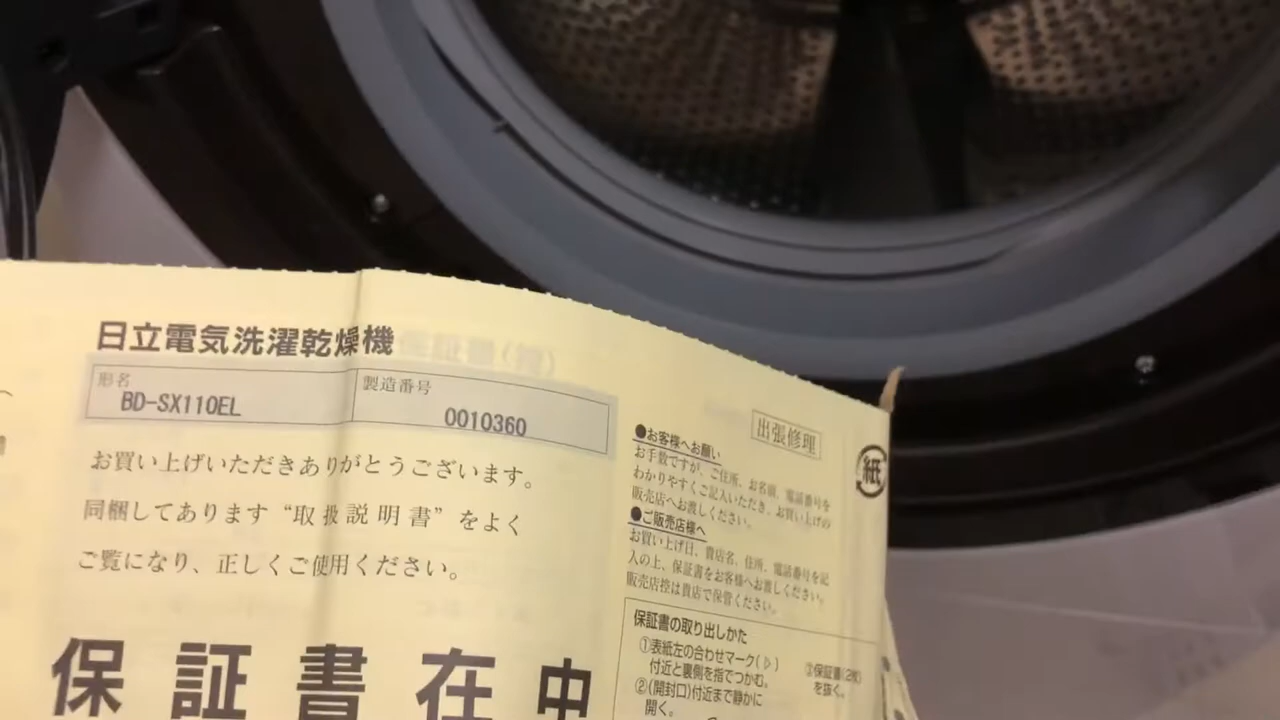 日立電気洗濯乾燥機
形名
BD-SX110EL
製造番号
0010360
お買い上げいただきありがとうございます。
同梱してあります“取扱説明書”をよく
ご覧になり、正しくご使用ください。
保証書在中
出張修理
紙
●お客様へお願い
お手数ですが、ご住所、お名前、電話番号を
わかりやすくご記入いただき、お買い上げの
販売店へお渡しください。
●ご販売店様へ
お買い上げ日、貴店名、住所、電話番号を記
入の上、保証書をお客様へお渡しください。
販売店控は貴店で保管ください。
保証書の取り出しかた
①表紙左の合わせマーク(▷)
付近と裏側を指でつかむ。
②(開封口)付近まで静かに
開く。
③保証書(2枚)
を抜く。